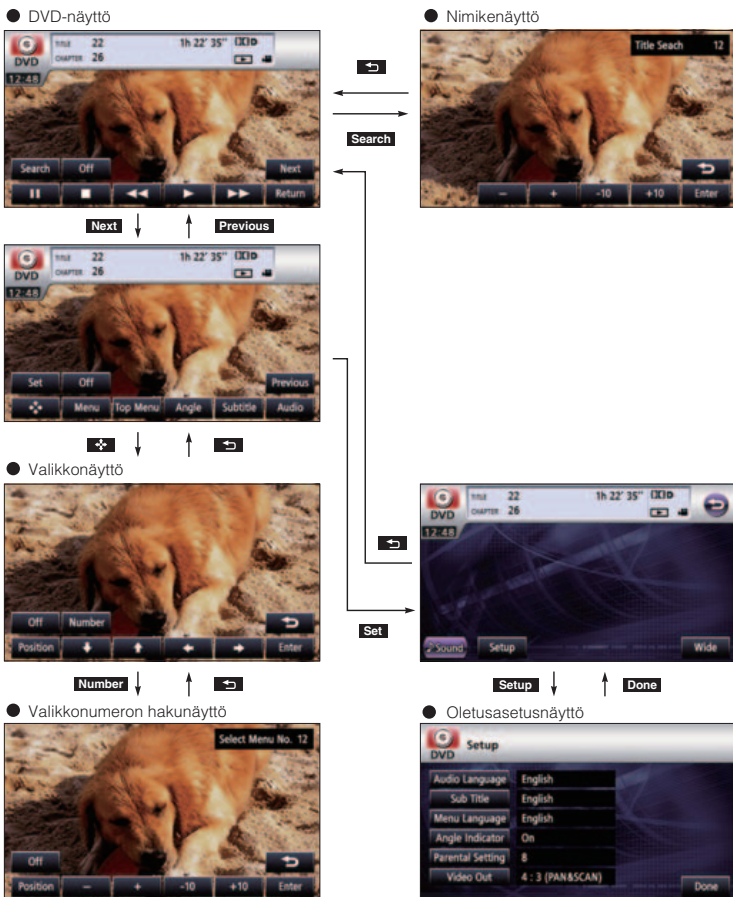 ● DVD-näyttö
DVD
TITLE 22 1h 22' 35"
CHAPTER 26
12:48
Search Off Next
Return
Next Previous
DVD
TITLE 22 1h 22' 35"
CHAPTER 26
12:48
Set Off Previous
Menu Top Menu Angle Subtitle Audio
● Valikkonäyttö
Off Number
Position Enter
Number
● Valikkonumeron hakunäyttö
Select Menu No. 12
Off
Position - + -10 +10 Enter
● Nimikenäyttö
Title Seach 12
- + -10 +10 Enter
Search
DVD
TITLE 22 1h 22' 35"
CHAPTER 26
12:48
Sound Setup Wide
Set
Setup Done
● Oletusasetusnäyttö
DVD Setup
Audio Language English
Sub Title English
Menu Language English
Angle Indicator On
Parental Setting 8
Video Out 4 : 3 (PAN&SCAN)
Done